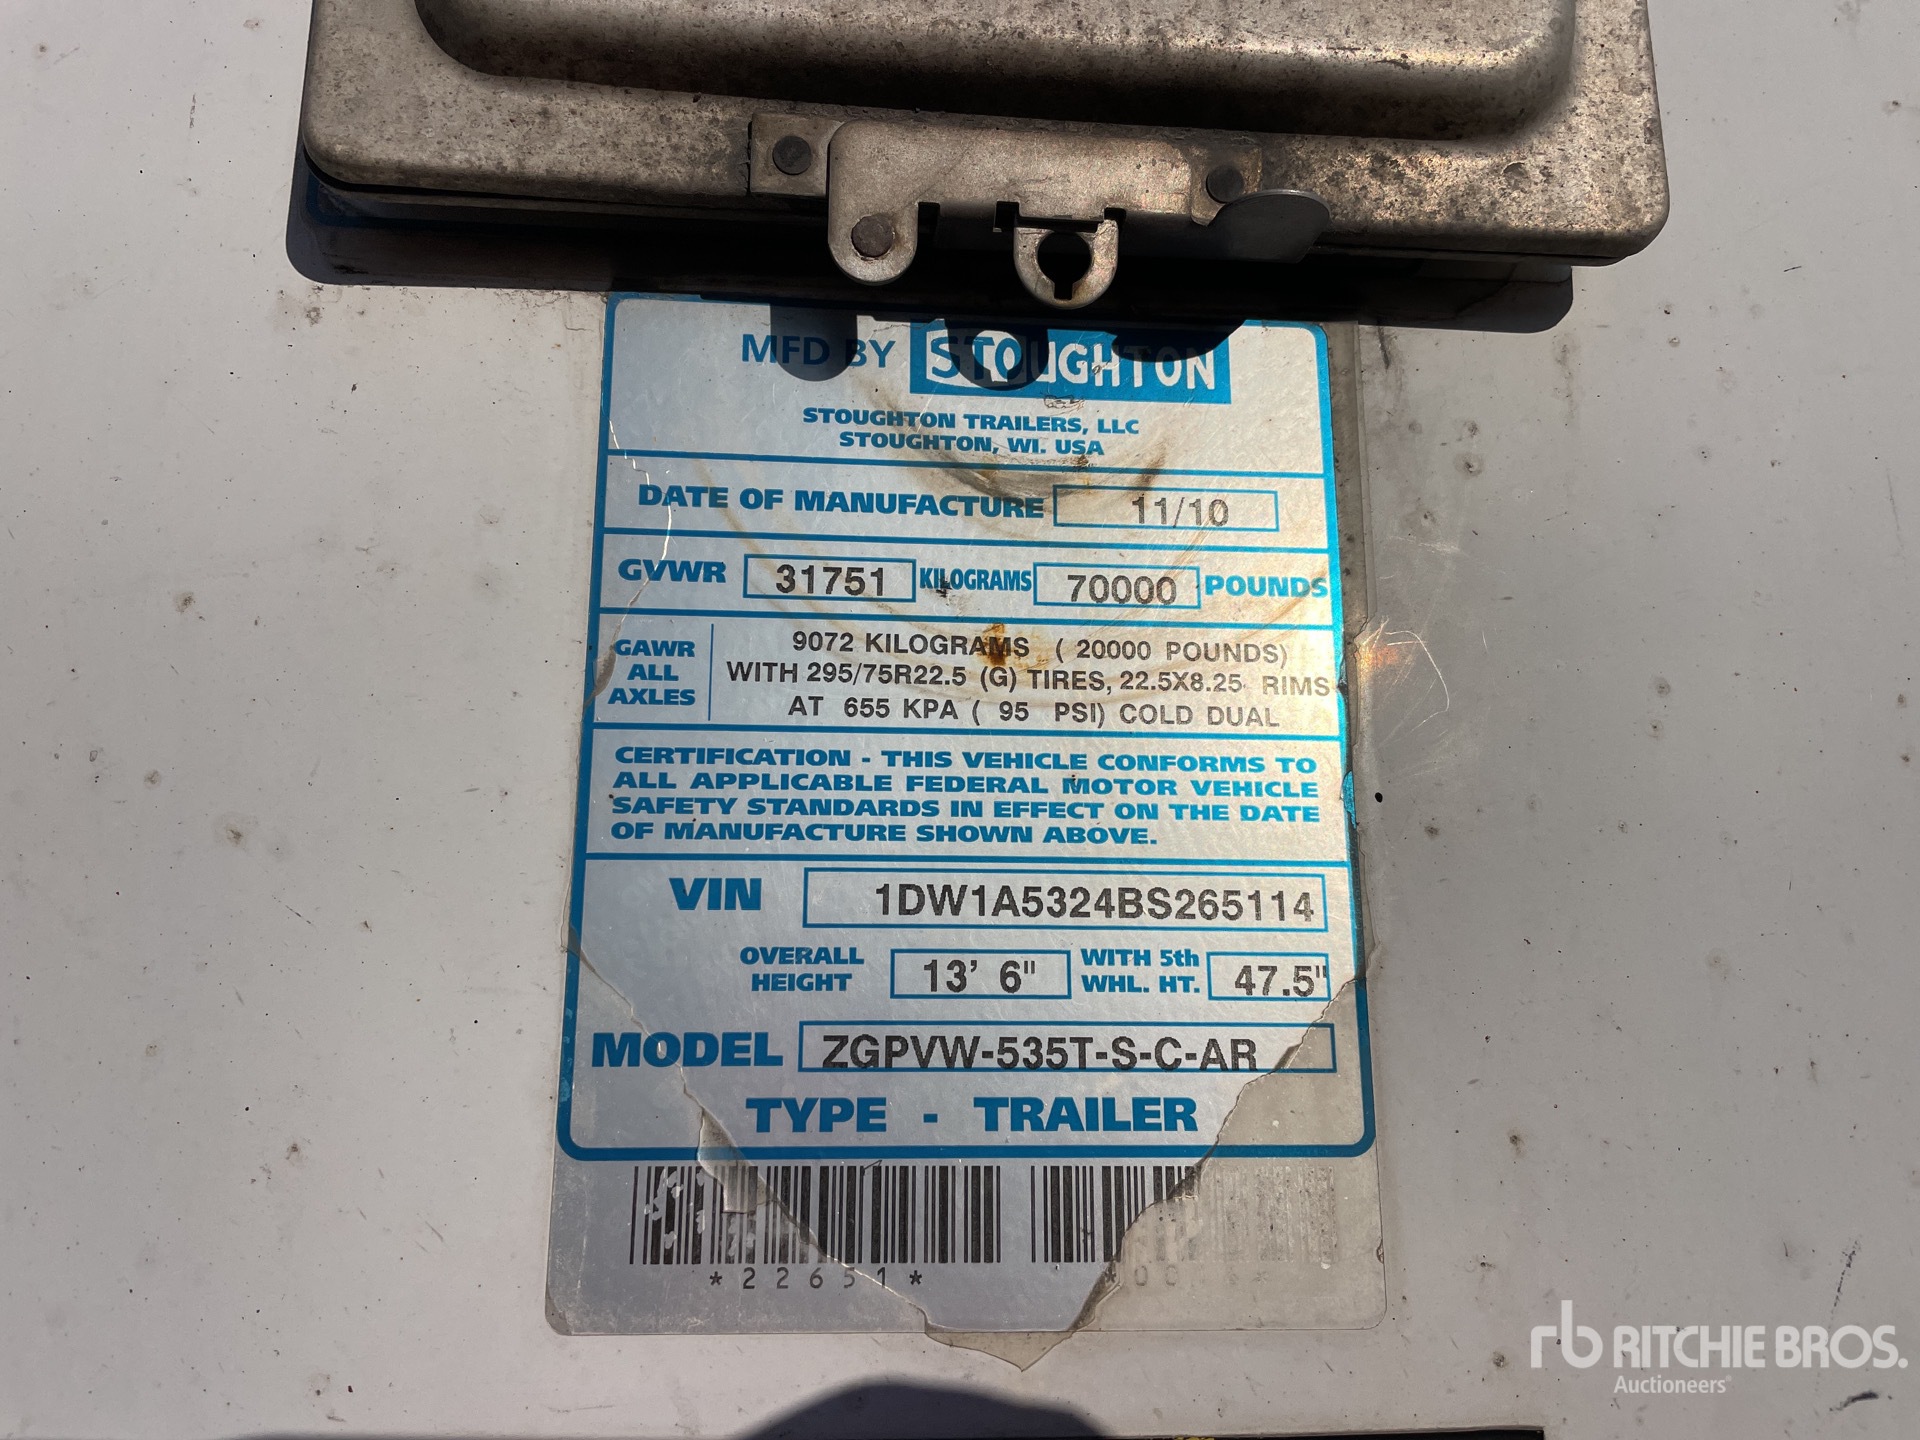 MFD BY STOUGHTON
STOUGHTON TRAILERS, LLC
STOUGHTON, WI. USA
DATE OF MANUFACTURE 11/10
GVWR 31751 KILOGRAMS 70000 POUNDS
GAWR ALL AXLES
9072 KILOGRAMS ( 20000 POUNDS)
WITH 295/75R22.5 (G) TIRES, 22.5X8.25 RIMS
AT 655 KPA ( 95 PSI) COLD DUAL
CERTIFICATION - THIS VEHICLE CONFORMS TO
ALL APPLICABLE FEDERAL MOTOR VEHICLE
SAFETY STANDARDS IN EFFECT ON THE DATE
OF MANUFACTURE SHOWN ABOVE.
VIN 1DW1A5324BS265114
OVERALL HEIGHT 13' 6" WITH 5th WHL. HT. 47.5"
MODEL ZGPVW-535T-S-C-AR
TYPE - TRAILER
*22651*
rb RITCHIE BROS.
Auctioneers